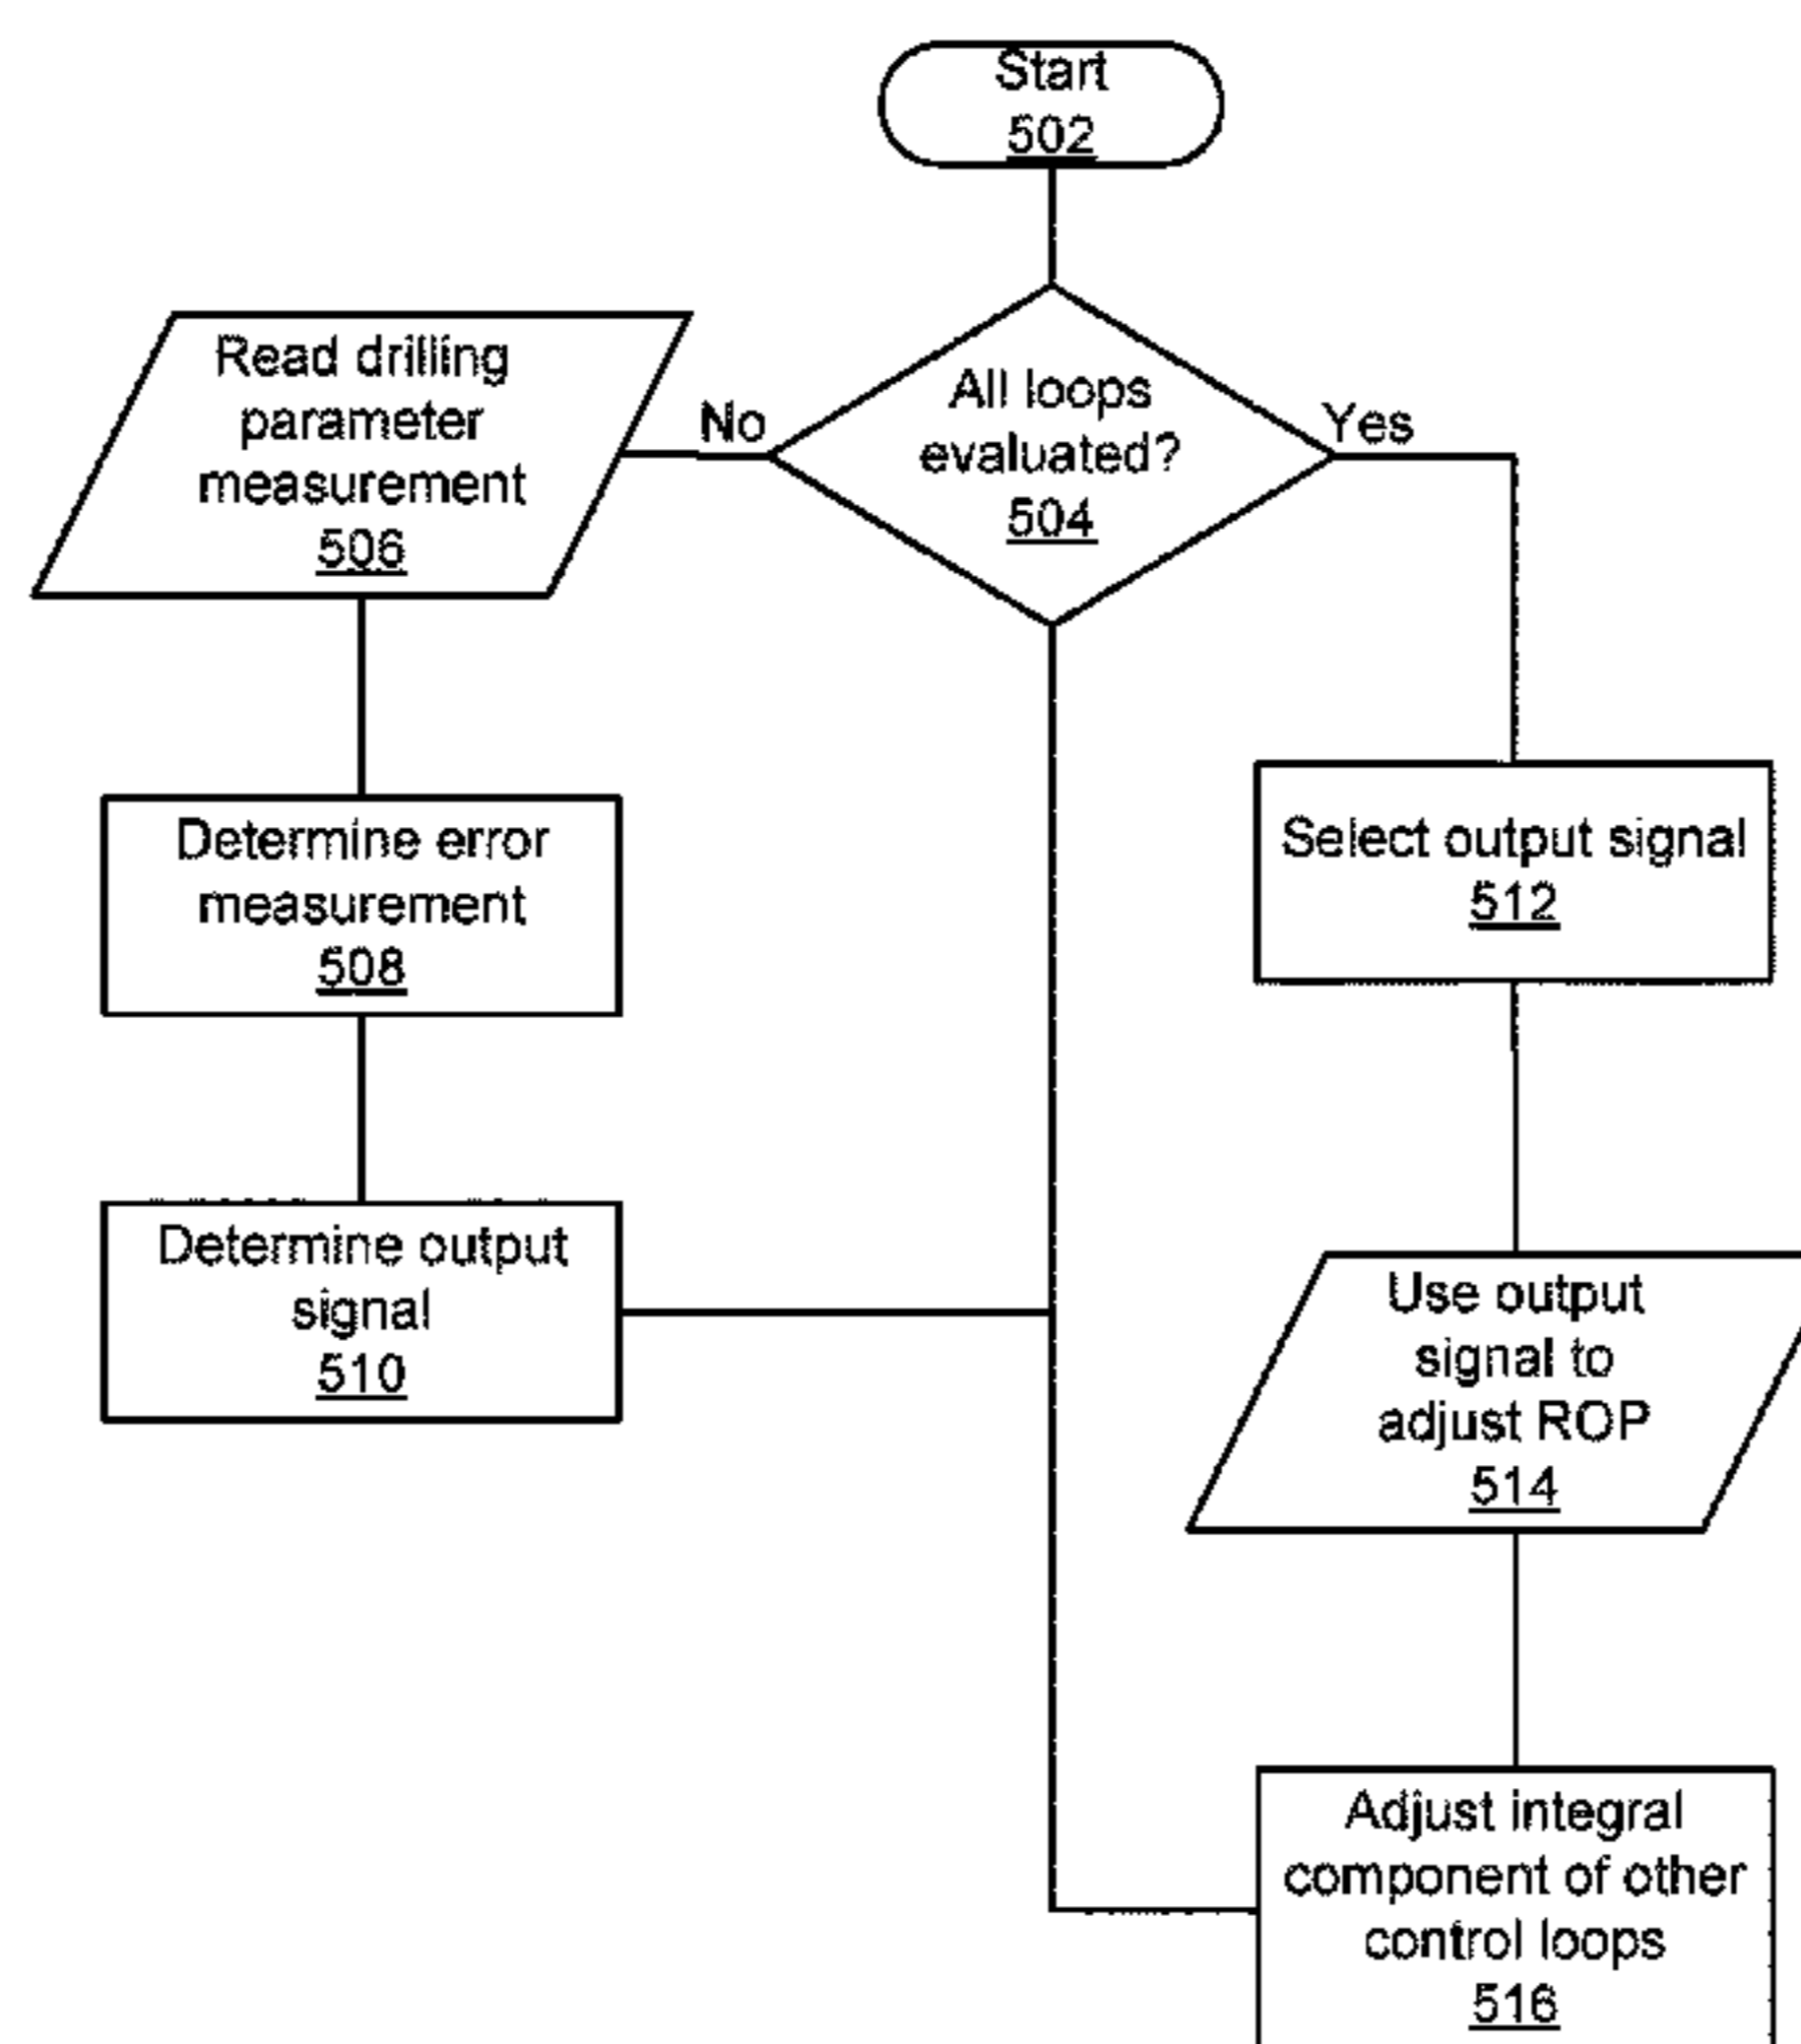 Start
502
All loops
evaluated?
504
No
Yes
Read drilling
parameter
measurement
506
Determine error
measurement
508
Determine output
signal
510
Select output signal
512
Use output
signal to
adjust ROP
514
Adjust integral
component of other
control loops
516